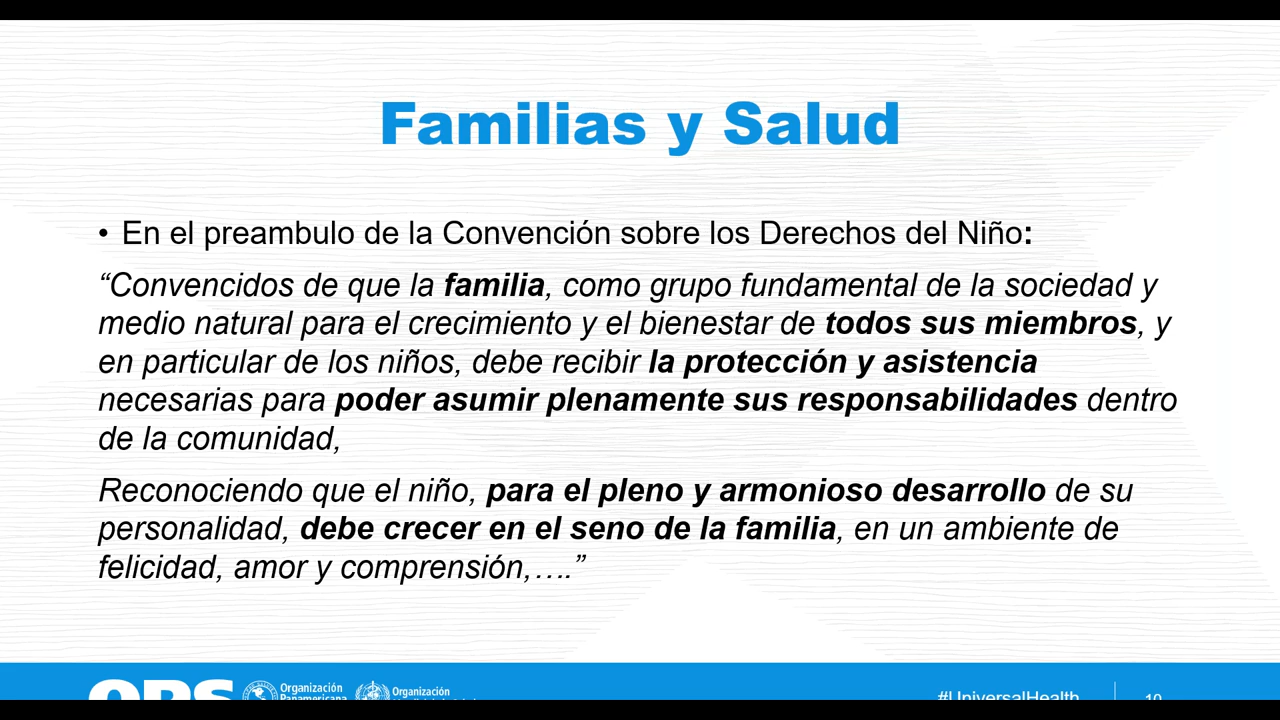 Familias y Salud
• En el preambulo de la Convención sobre los Derechos del Niño:
“Convencidos de que la familia, como grupo fundamental de la sociedad y
medio natural para el crecimiento y el bienestar de todos sus miembros, y
en particular de los niños, debe recibir la protección y asistencia
necesarias para poder asumir plenamente sus responsabilidades dentro
de la comunidad,
Reconociendo que el niño, para el pleno y armonioso desarrollo de su
personalidad, debe crecer en el seno de la familia, en un ambiente de
felicidad, amor y comprensión,….”
OPS
Organización
Panamericana
Organización
#UniversalHealth
10